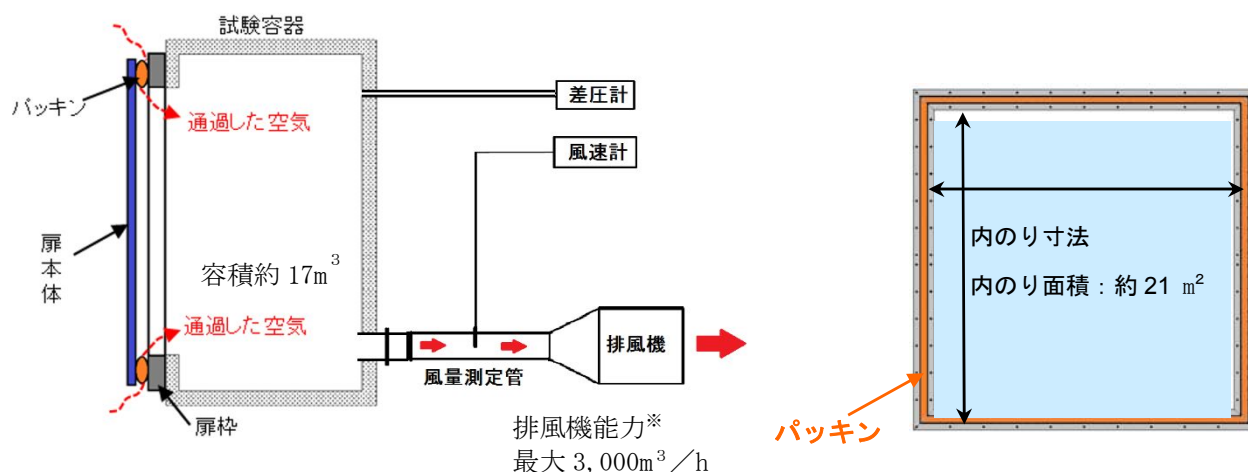 試験容器
パッキン
通過した空気
差圧計
風速計
扉本体
容積約 17m³
通過した空気
風量測定管
排風機
扉枠
排風機能力※
最大 3,000m³／h
内のり寸法
内のり面積：約 21 m²
パッキン